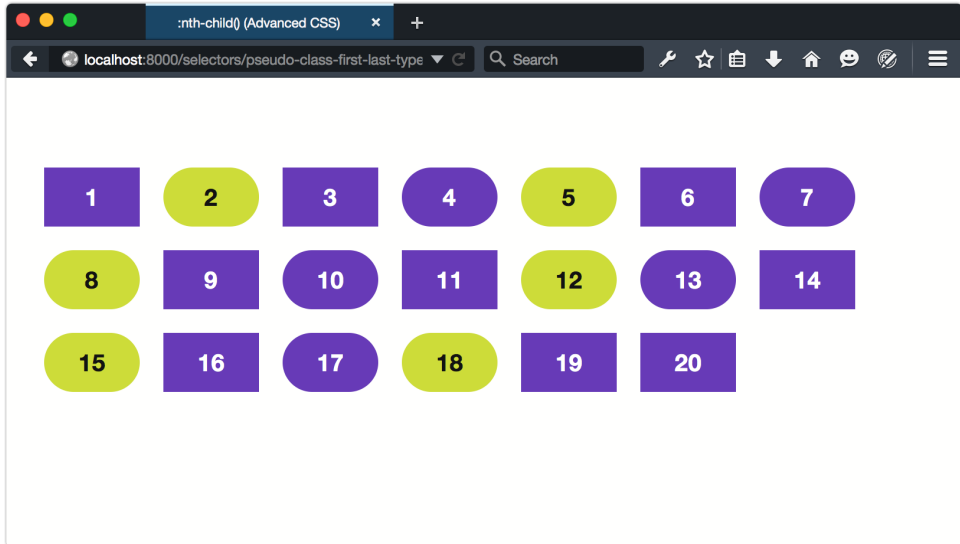 :nth-child() (Advanced CSS) × +
localhost:8000/selectors/pseudo-class-first-last-type Search
1 2 3 4 5 6 7
8 9 10 11 12 13 14
15 16 17 18 19 20